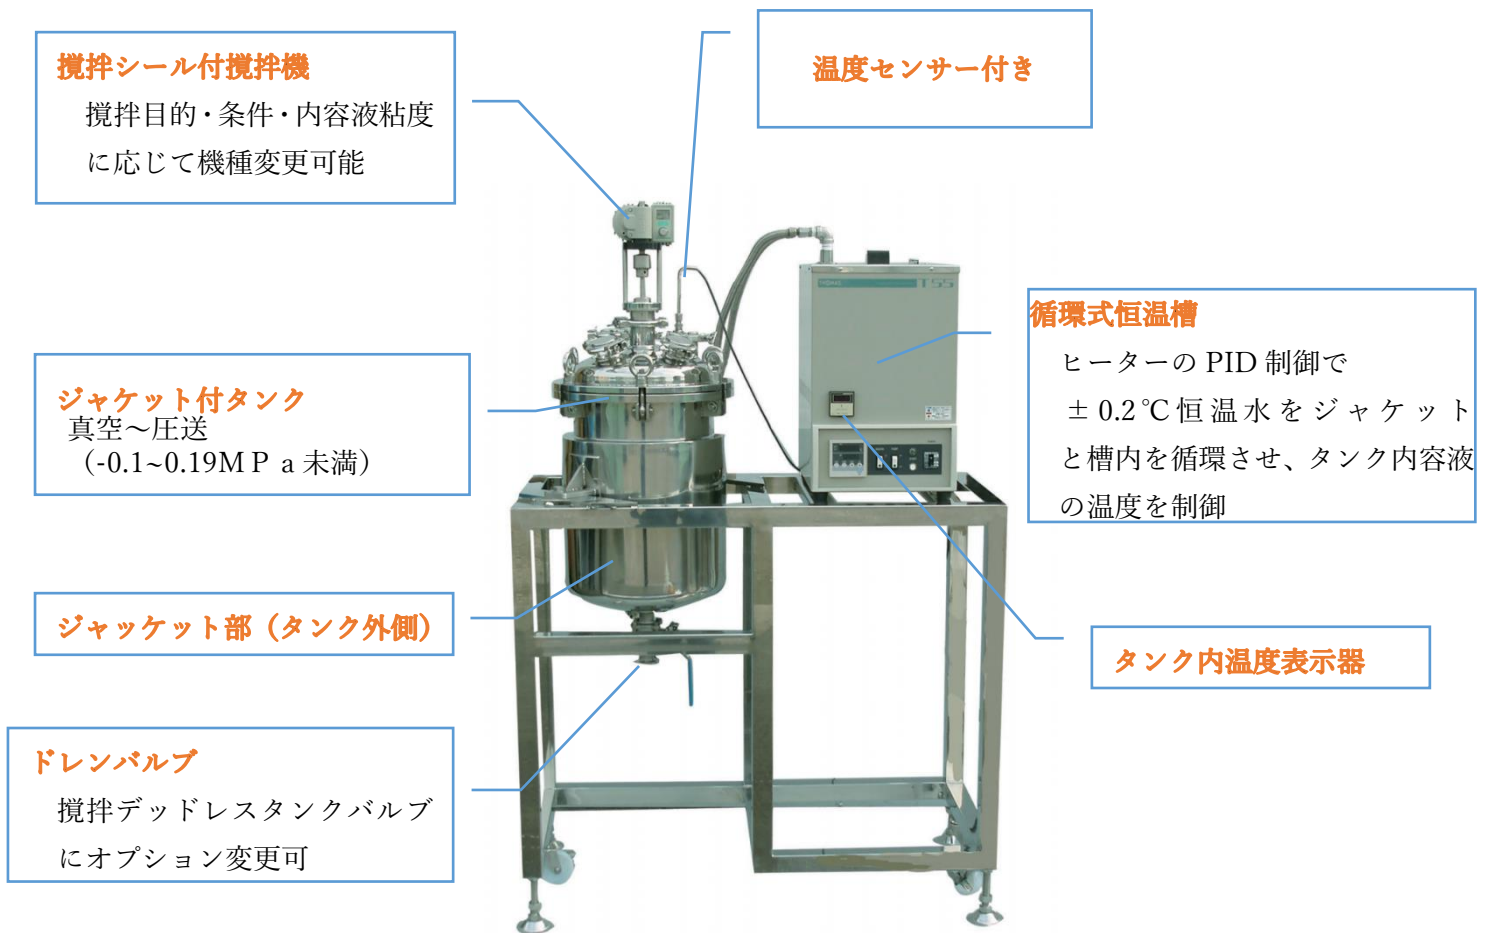 攪拌シール付攪拌機
攪拌目的・条件・内容液粘度
に応じて機種変更可能
温度センサー付き
ジャケット付タンク
真空～圧送
（-0.1~0.19MＰａ未満）
循環式恒温槽
ヒーターの PID 制御で
± 0.2℃恒温水をジャケット
と槽内を循環させ、タンク内容液
の温度を制御
ジャッケット部（タンク外側）
タンク内温度表示器
ドレンバルブ
攪拌デッドレスタンクバルブ
にオプション変更可
THOMAS
T55